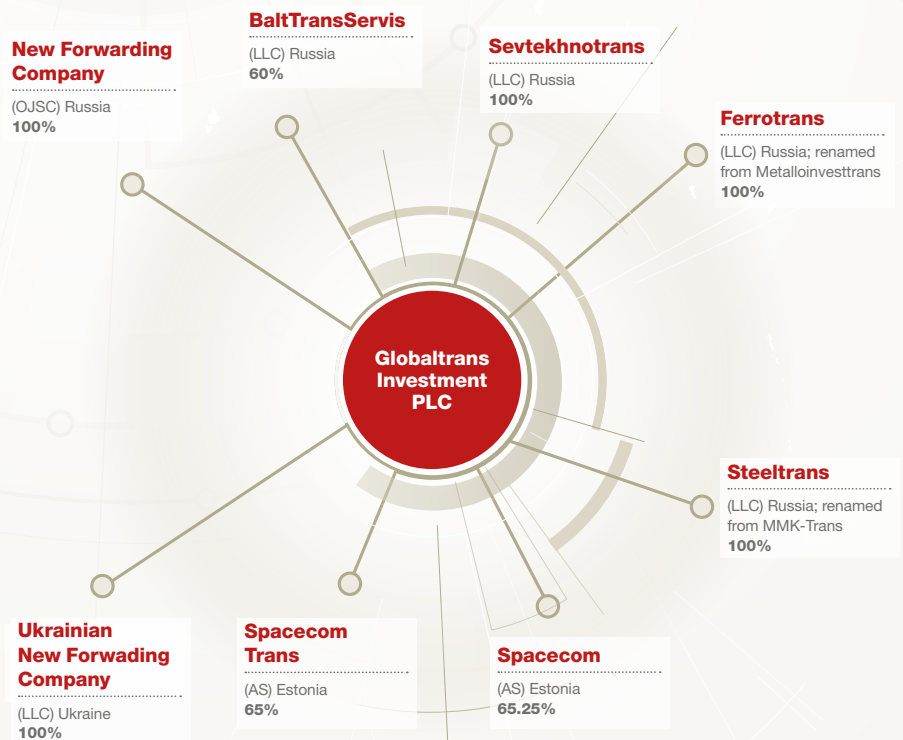 BaltTransServis
(LLC) Russia
60%
New Forwarding
Company
(OJSC) Russia
100%
Sevtekhnotrans
(LLC) Russia
100%
Ferrotrans
(LLC) Russia; renamed
from Metalloinvesttrans
100%
Globaltrans
Investment
PLC
Steeltrans
(LLC) Russia; renamed
from MMK-Trans
100%
Ukrainian
New Forwading
Company
(LLC) Ukraine
100%
Spacecom
Trans
(AS) Estonia
65%
Spacecom
(AS) Estonia
65.25%